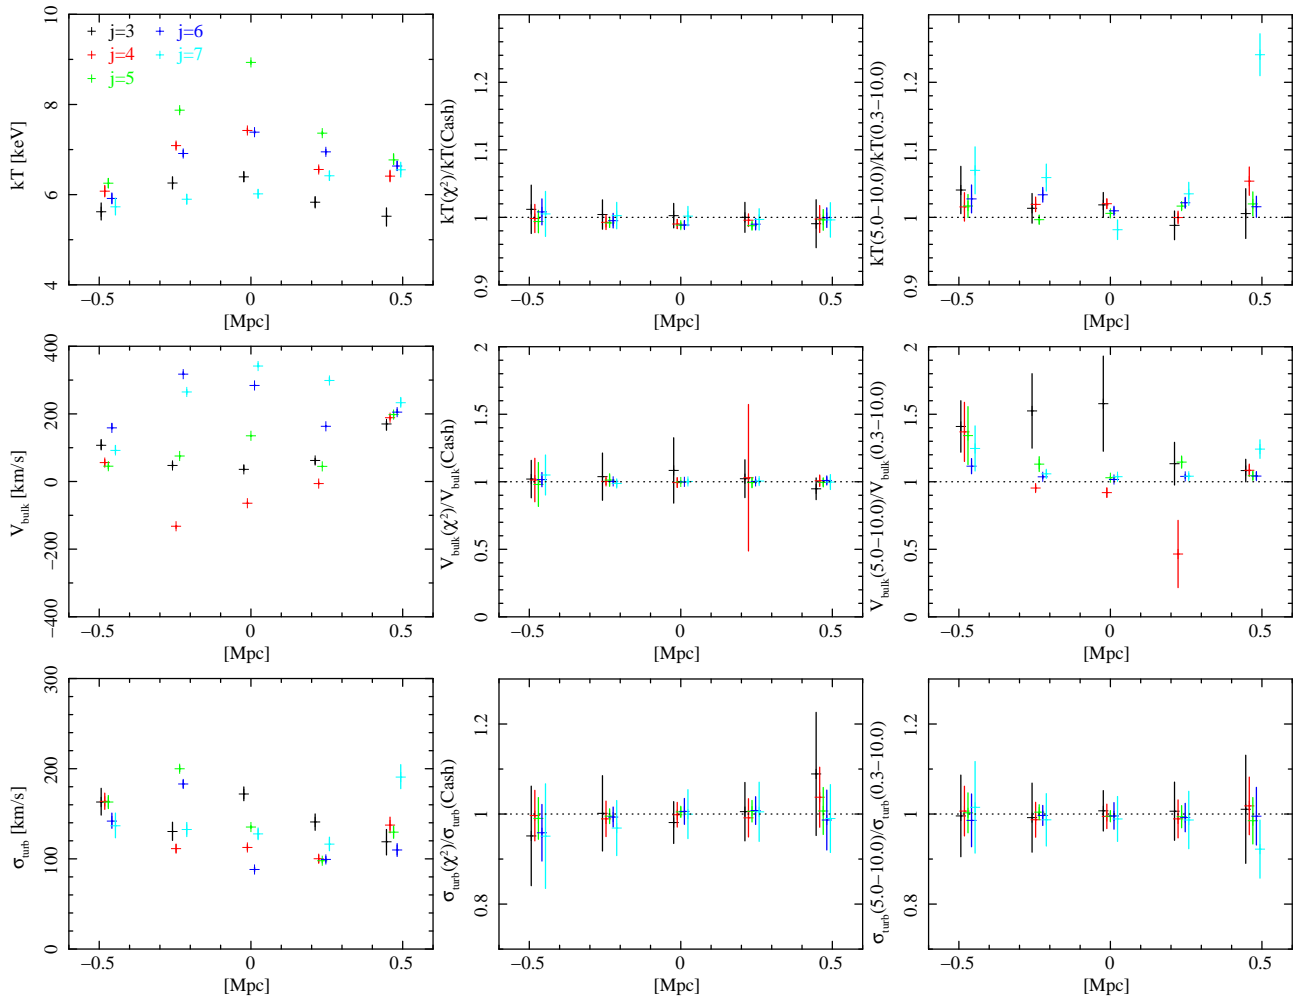 kT [keV]
10
8
6
4
j=3
j=4
j=5
j=6
j=7
−0.5 0 0.5
[Mpc]
kT(χ²)/kT(Cash)
1.2
1.1
1
0.9
−0.5 0 0.5
[Mpc]
kT(5.0−10.0)/kT(0.3−10.0)
1.2
1.1
1
0.9
−0.5 0 0.5
[Mpc]
V_bulk [km/s]
400
200
0
−200
−400
−0.5 0 0.5
[Mpc]
V_bulk(χ²)/V_bulk(Cash)
2
1.5
1
0.5
0
−0.5 0 0.5
[Mpc]
V_bulk(5.0−10.0)/V_bulk(0.3−10.0)
2
1.5
1
0.5
0
−0.5 0 0.5
[Mpc]
σ_turb [km/s]
300
200
100
0
−0.5 0 0.5
[Mpc]
σ_turb(χ²)/σ_turb(Cash)
1.2
1
0.8
−0.5 0 0.5
[Mpc]
σ_turb(5.0−10.0)/σ_turb(0.3−10.0)
1.2
1
0.8
−0.5 0 0.5
[Mpc]